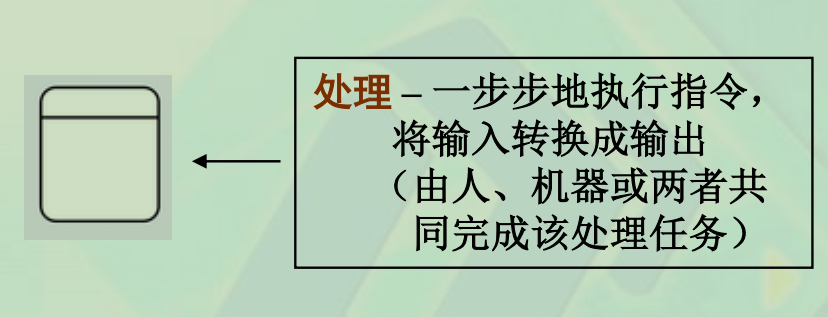 处理 – 一步步地执行指令，
将输入转换成输出
（由人、机器或两者共
同完成该处理任务）